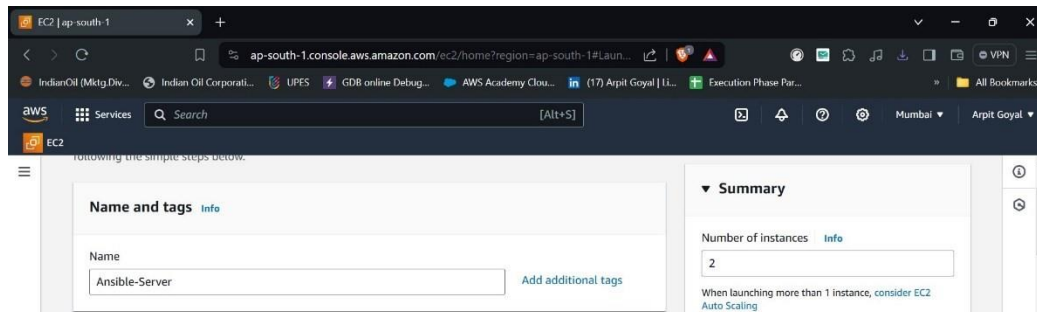 EC2 | ap-south-1
ap-south-1.console.aws.amazon.com/ec2/home?region=ap-south-1#Laun...
VPN
IndianOil (Mktg.Div... Indian Oil Corporati... UPES GDB online Debug... AWS Academy Clou... (17) Arpit Goyal | Li... Execution Phase Par... » All Bookmarks
aws Services Search [Alt+S] Mumbai Arpit Goyal
EC2
following the simple steps below.
Name and tags Info
Name
Ansible-Server Add additional tags
Summary
Number of instances Info
2
When launching more than 1 instance, consider EC2
Auto Scaling